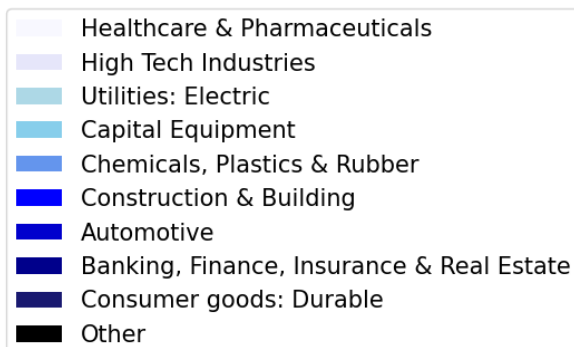 Healthcare & Pharmaceuticals
High Tech Industries
Utilities: Electric
Capital Equipment
Chemicals, Plastics & Rubber
Construction & Building
Automotive
Banking, Finance, Insurance & Real Estate
Consumer goods: Durable
Other